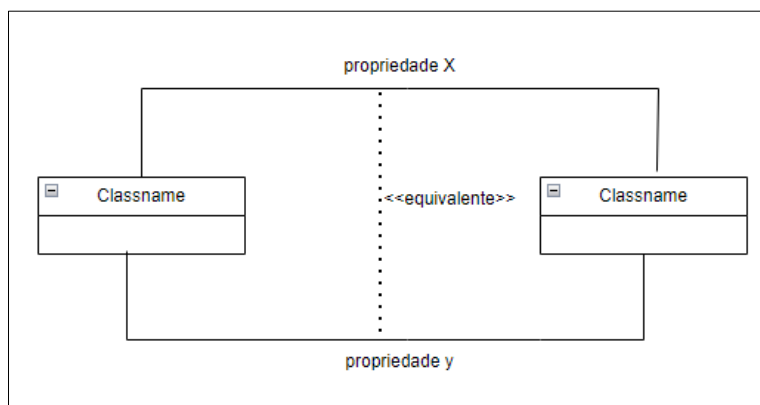 propriedade X
Classname
<<equivalente>>
Classname
propriedade y